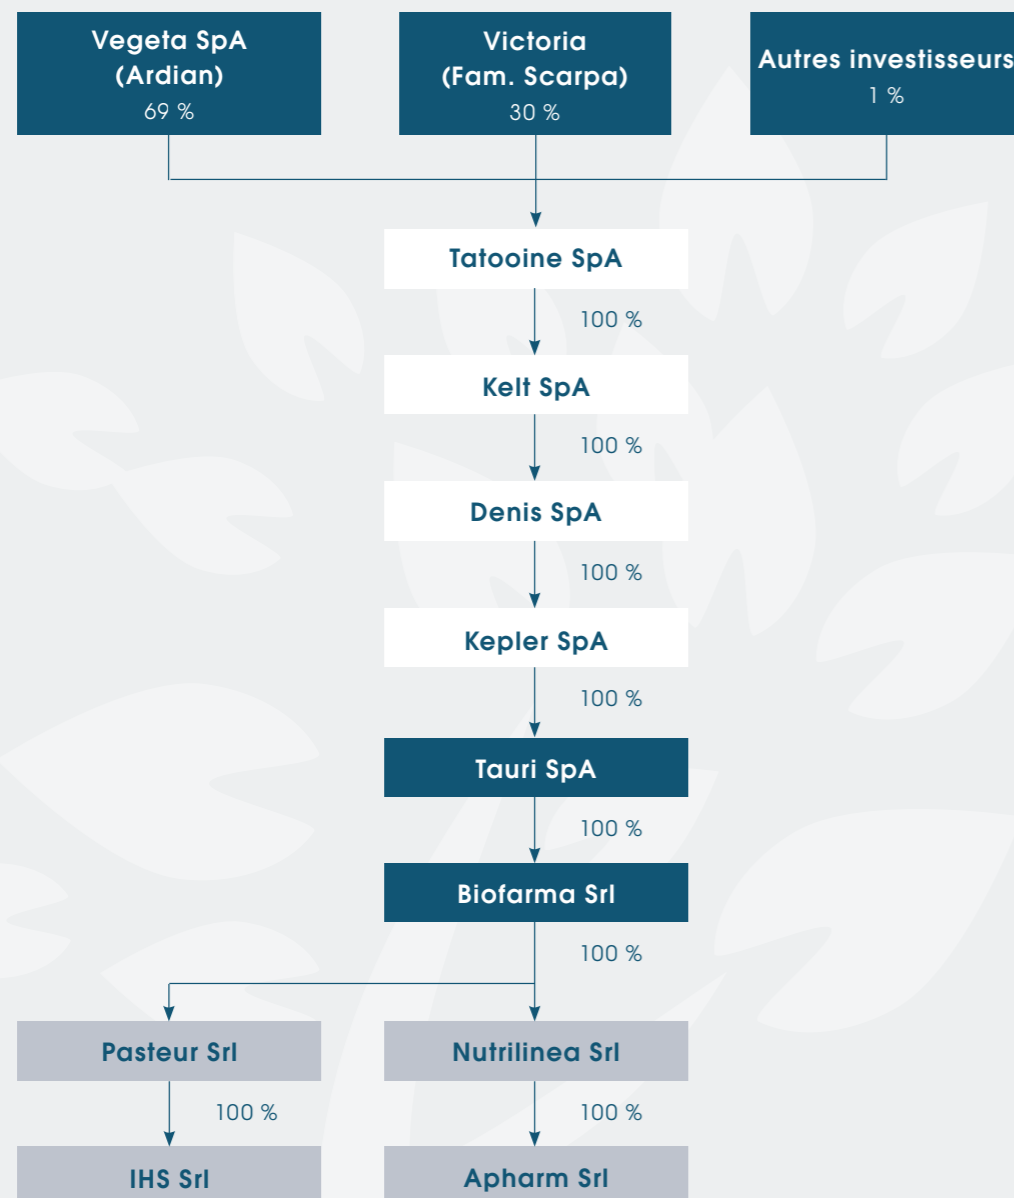 Vegeta SpA
(Ardian)
69 %
Victoria
(Fam. Scarpa)
30 %
Autres investisseurs
1 %
Tatooine SpA
100 %
Kelt SpA
100 %
Denis SpA
100 %
Kepler SpA
100 %
Tauri SpA
100 %
Biofarma Srl
100 %
Pasteur Srl
Nutrilinea Srl
100 %
100 %
IHS Srl
Apharm Srl